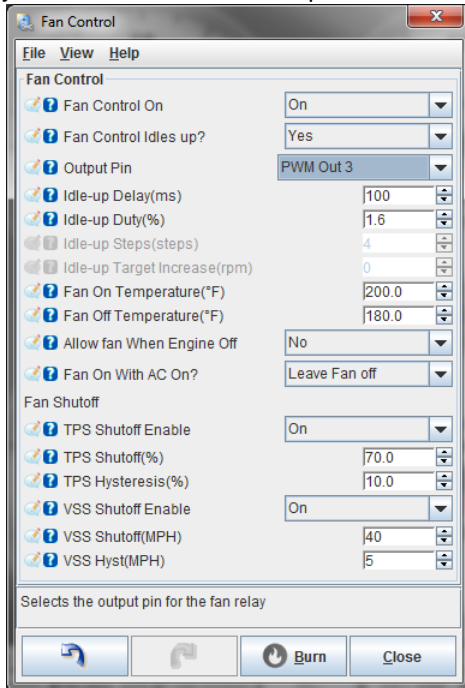 Fan Control
File View Help
Fan Control
Fan Control On On
Fan Control Idles up? Yes
Output Pin PWM Out 3
Idle-up Delay(ms) 100
Idle-up Duty(%) 1.6
Idle-up Steps(steps) 4
Idle-up Target Increase(rpm) 0
Fan On Temperature(°F) 200.0
Fan Off Temperature(°F) 180.0
Allow fan When Engine Off No
Fan On With AC On? Leave Fan off
Fan Shutoff
TPS Shutoff Enable On
TPS Shutoff(%) 70.0
TPS Hysteresis(%) 10.0
VSS Shutoff Enable On
VSS Shutoff(MPH) 40
VSS Hyst(MPH) 5
Selects the output pin for the fan relay
Burn Close